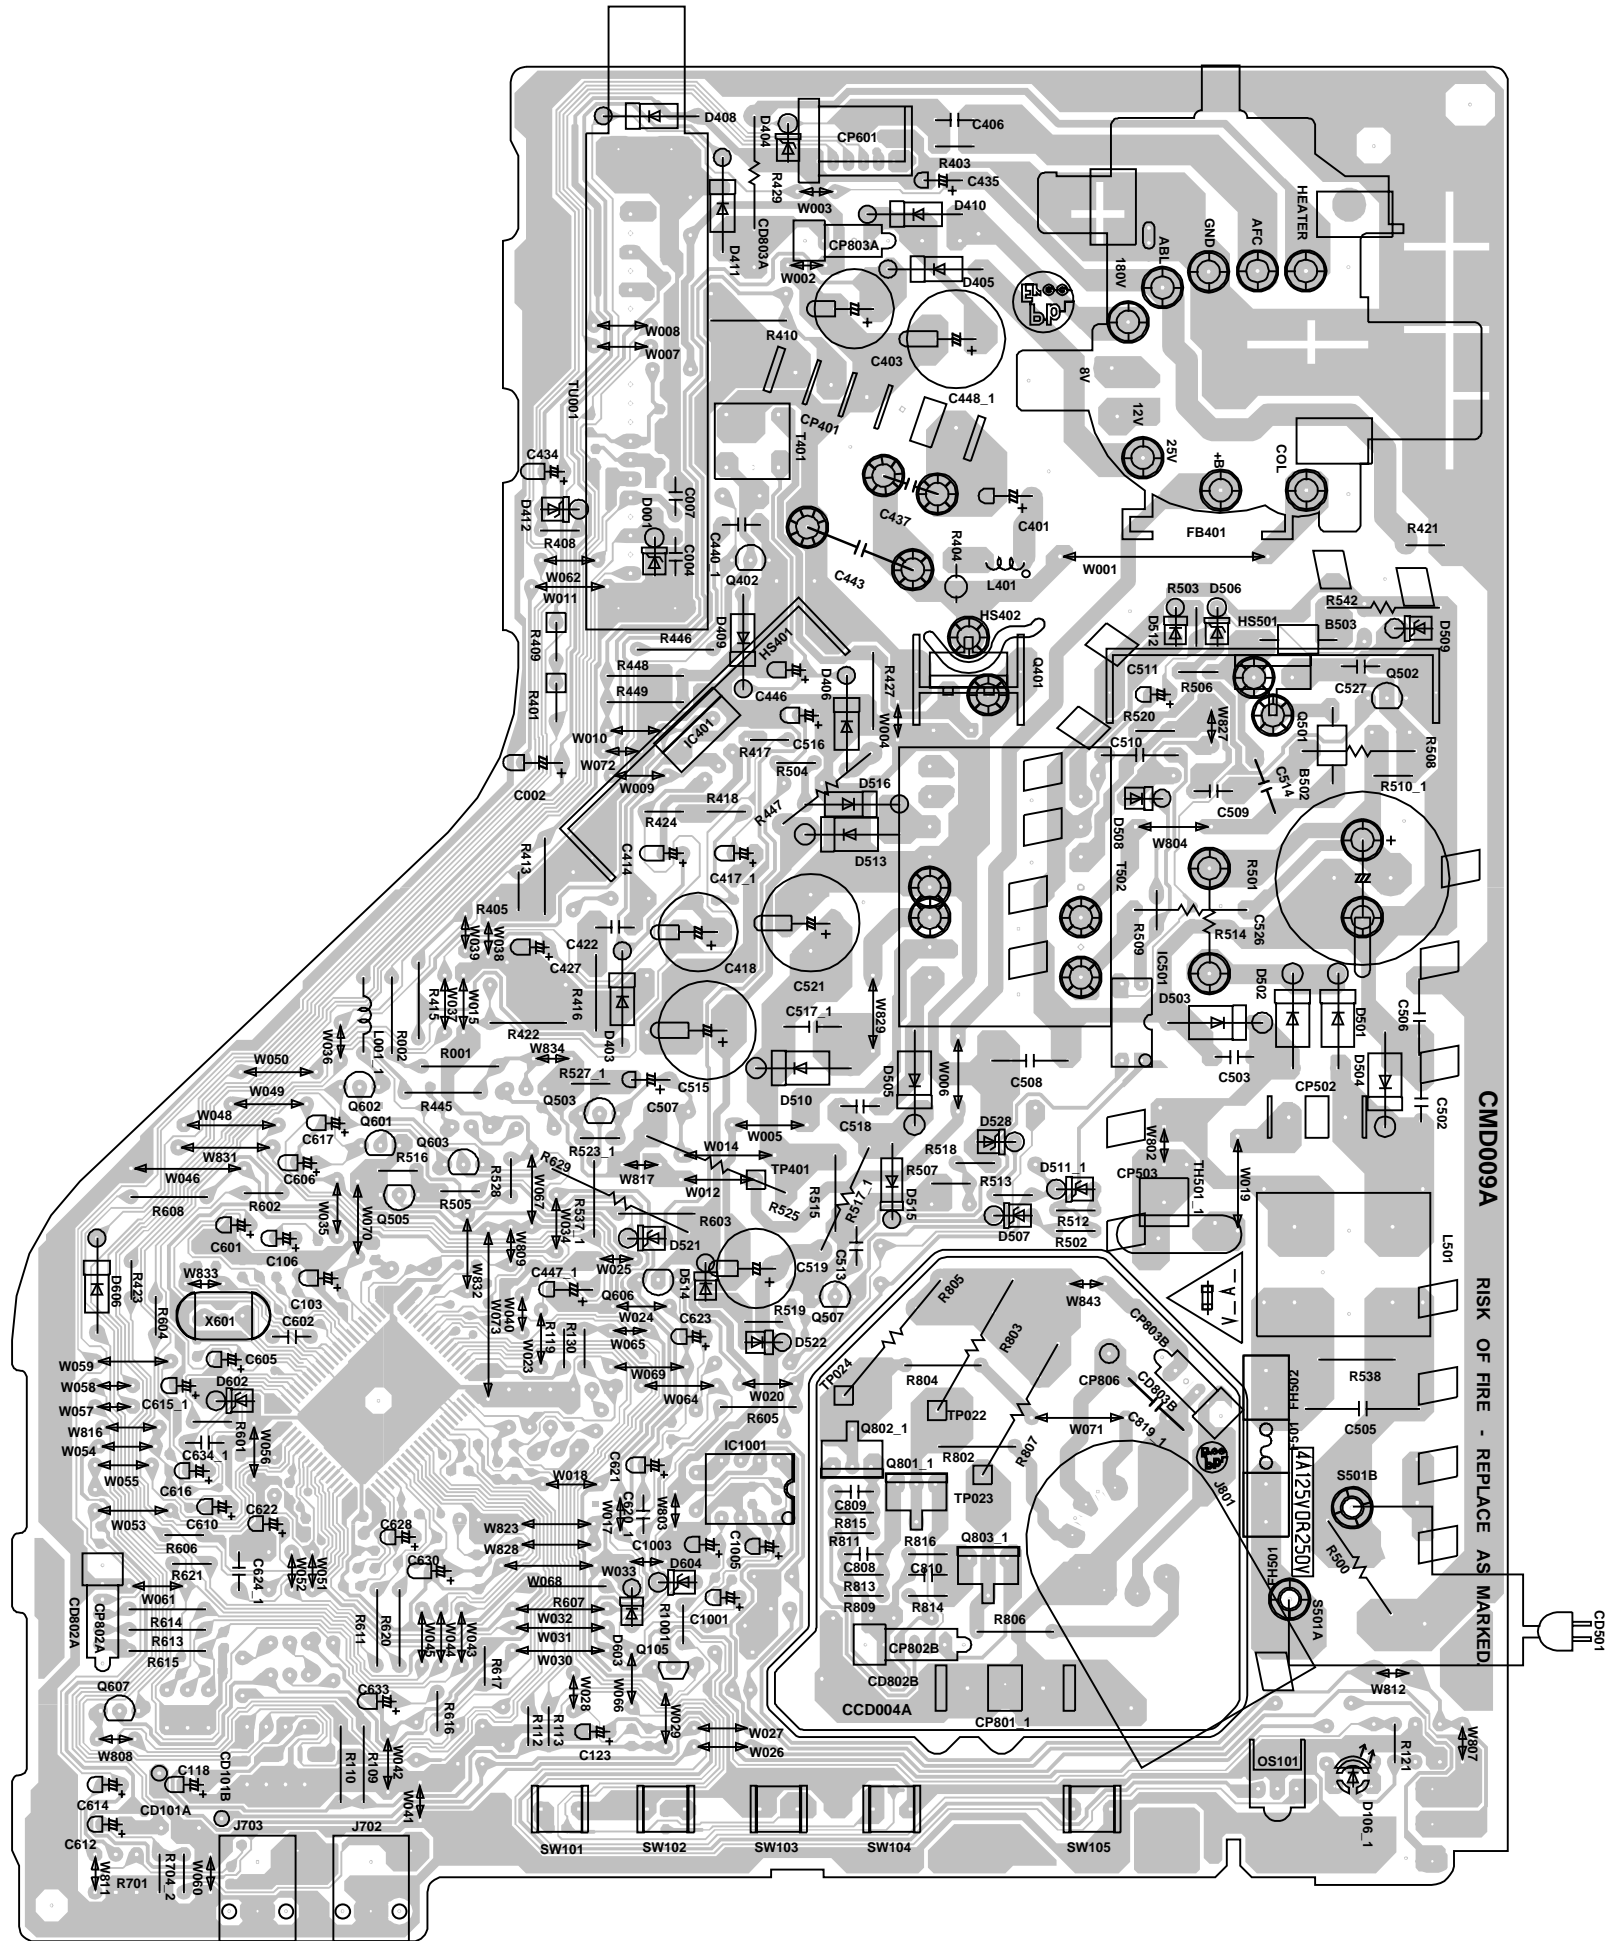 D408
D404
CP601
C406
R403
R429
C435
W003
D410
HEATER
D411
CD803A
CP803A
GND
AFC
ABL
W002
D405
180V
W008
W007
R410
C403
8V
TU001
CP401
C448_1
12V
T401
25V
+B
COL
C434
C007
D412
D001
C437
C401
FB401
R421
R408
C004
C440_1
Q402
C443
R404
L401
W001
W062
W011
R503
D506
R542
HS402
D512
HS501
B503
D509
R409
R446
D409
HS401
R448
C446
D406
R427
Q401
C511
R506
C527
Q502
R449
R401
W010
IC401
R417
C516
W004
R520
W827
Q501
C510
R508
W072
R504
W009
C514
B502
R510_1
C002
D516
R447
R424
R418
C509
D513
D508
W804
R413
C414
C417_1
T502
R501
R405
W039
W038
C422
C427
C418
C521
R509
R514
C526
IC501
R415
W037
W015
R416
C517_1
W829
D503
D502
D501
C506
W036
L001_1
R002
R422
D403
W834
R001
W050
R527_1
C515
D510
D505
W006
C508
C503
CP502
D504
C502
W049
Q602
R445
Q503
C507
C518
CMD009A
W048
C617
Q601
Q603
R523_1
W005
D528
W802
W831
R516
W014
R518
W046
C606
R528
R629
W817
TP401
R507
D511_1
CP503
TH501_1
W019
R608
R602
W035
W070
Q505
R505
W067
W034
R537_1
W012
R603
R525
R515
R517_1
D515
R513
R512
D507
R502
L501
C601
C106
W832
W809
D521
W025
C513
D606
R423
W833
C103
C447_1
Q606
D514
C519
Q507
R805
W843
RISK OF FIRE - REPLACE AS MARKED.
R604
X601
C602
W073
W040
W023
R119
R130
W024
W065
C623
R519
D522
R803
CP803B
W059
C605
W069
TP024
R804
CP806
R538
W058
D602
W064
W020
CD803B
FH502
W057
C615_1
R605
TP022
W071
C819_1
C505
W816
R601
W056
IC1001
Q802_1
R802
R807
F501
W054
C634_1
C621
Q801_1
J801
4A125VOR250V
W055
C616
W018
TP023
S501B
C610
C622
C620_1
W017
W803
C809
W053
C628
W823
R815
R816
Q803_1
R500
R606
W828
C1003
C1005
R811
R621
C624_1
W052
W051
C630
W033
D604
C808
C810
FH501
W061
W068
R813
CD802A
CP802A
R614
R611
R620
W045
W044
W043
R607
W032
R1001
C1001
R809
R814
R806
S501A
CD501
R613
W031
D603
Q105
CP802B
R615
W030
R617
CD802B
Q607
C633
W028
W066
W812
R616
CCD004A
CP801_1
R112
R113
W029
W027
W808
C123
W026
R121
W807
R110
R109
W042
OS101
C118
CD101B
C614
CD101A
W041
D106_1
J703
J702
C612
SW101
SW102
SW103
SW104
SW105
W811
R701
R704_2
W060